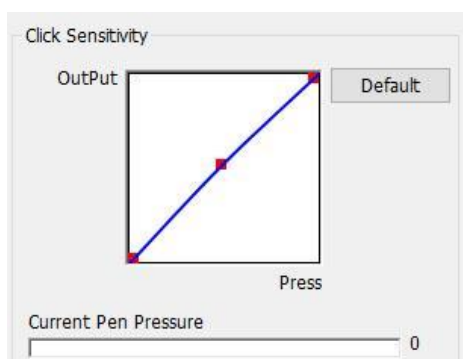 Click Sensitivity
OutPut
Default
Press
Current Pen Pressure
0